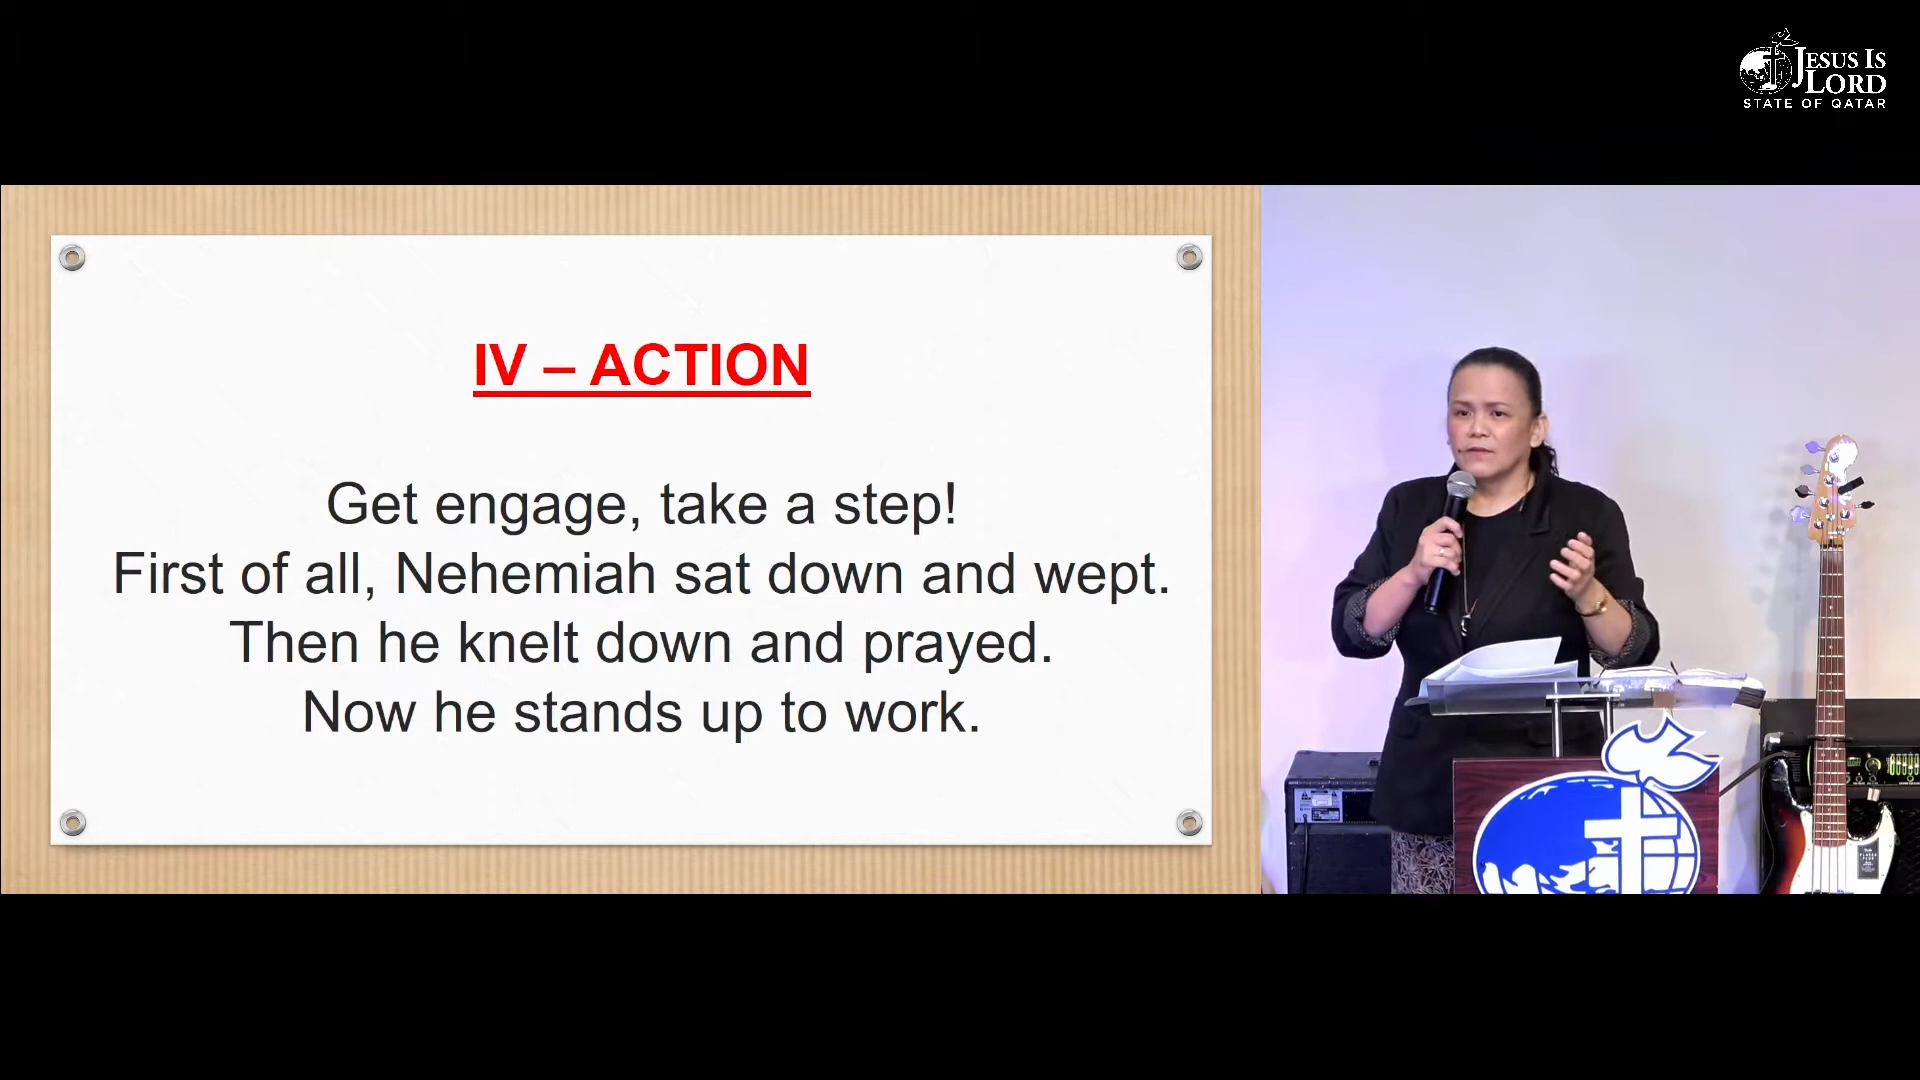 JESUS IS
LORD
STATE OF QATAR
IV – ACTION
Get engage, take a step!
First of all, Nehemiah sat down and wept.
Then he knelt down and prayed.
Now he stands up to work.